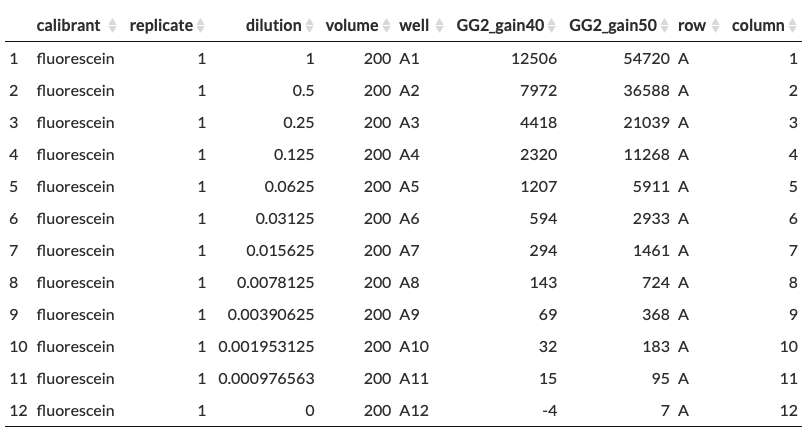 calibrant replicate dilution volume well GG2_gain40 GG2_gain50 row column
1 fluorescein 1 1 200 A1 12506 54720 A 1
2 fluorescein 1 0.5 200 A2 7972 36588 A 2
3 fluorescein 1 0.25 200 A3 4418 21039 A 3
4 fluorescein 1 0.125 200 A4 2320 11268 A 4
5 fluorescein 1 0.0625 200 A5 1207 5911 A 5
6 fluorescein 1 0.03125 200 A6 594 2933 A 6
7 fluorescein 1 0.015625 200 A7 294 1461 A 7
8 fluorescein 1 0.0078125 200 A8 143 724 A 8
9 fluorescein 1 0.00390625 200 A9 69 368 A 9
10 fluorescein 1 0.001953125 200 A10 32 183 A 10
11 fluorescein 1 0.000976563 200 A11 15 95 A 11
12 fluorescein 1 0 200 A12 -4 7 A 12